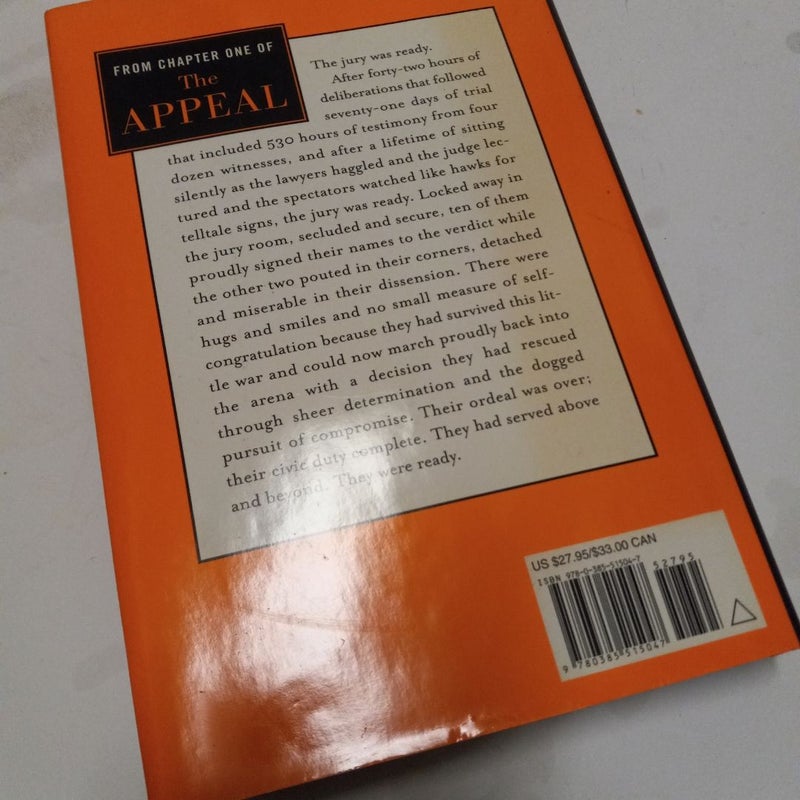 FROM CHAPTER ONE OF
The
APPEAL
The jury was ready.
After forty-two hours of
deliberations that followed
seventy-one days of trial
that included 530 hours of testimony from four
dozen witnesses, and after a lifetime of sitting
silently as the lawyers haggled and the judge lec-
tured and the spectators watched like hawks for
telltale signs, the jury was ready. Locked away in
the jury room, secluded and secure, ten of them
proudly signed their names to the verdict while
the other two pouted in their corners, detached
and miserable in their dissension. There were
hugs and smiles and no small measure of self-
congratulation because they had survived this lit-
tle war and could now march proudly back into
the arena with a decision they had rescued
through sheer determination and the dogged
pursuit of compromise. Their ordeal was over;
their civic duty complete. They had served above
and beyond. They were ready.
US $27.95/$33.00 CAN
ISBN 978-0-385-51504-7
52795
9 780385 515047